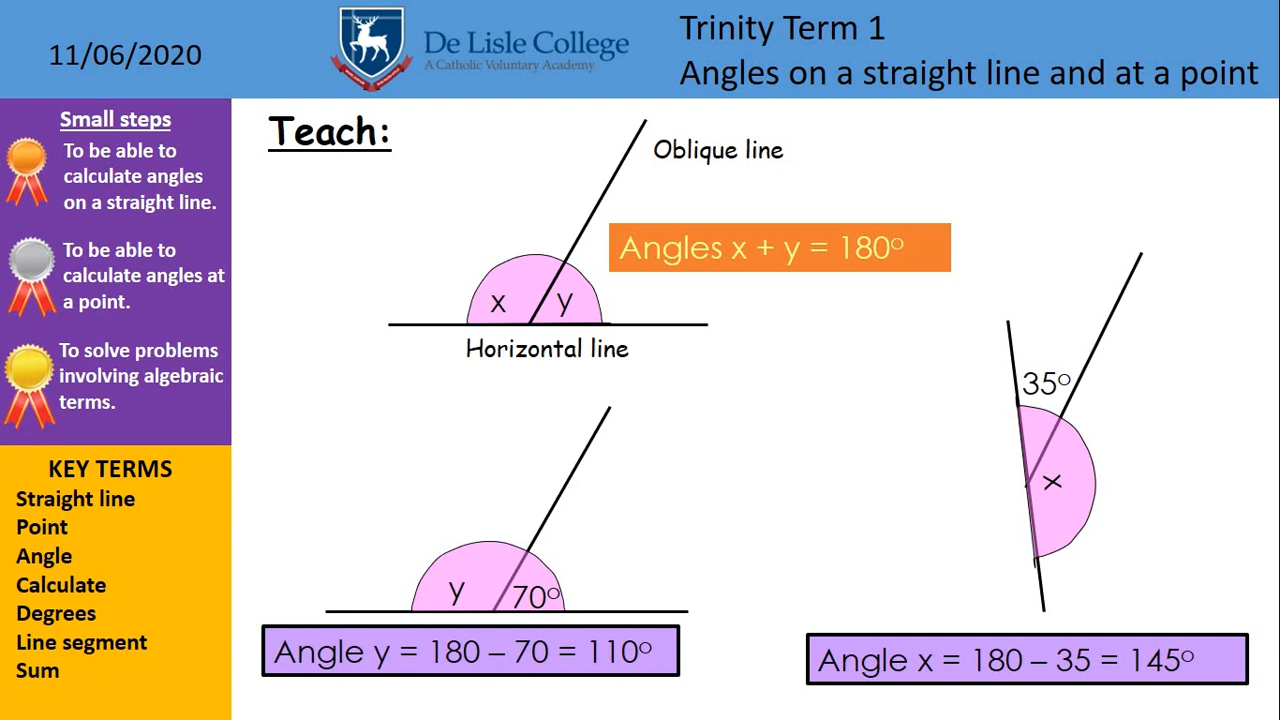 11/06/2020
De Lisle College
A Catholic Voluntary Academy
Trinity Term 1
Angles on a straight line and at a point
Small steps
To be able to
calculate angles
on a straight line.
To be able to
calculate angles at
a point.
To solve problems
involving algebraic
terms.
KEY TERMS
Straight line
Point
Angle
Calculate
Degrees
Line segment
Sum
Teach:
Oblique line
Angles x + y = 180°
x y
Horizontal line
35°
x
y 70°
Angle y = 180 – 70 = 110°
Angle x = 180 – 35 = 145°